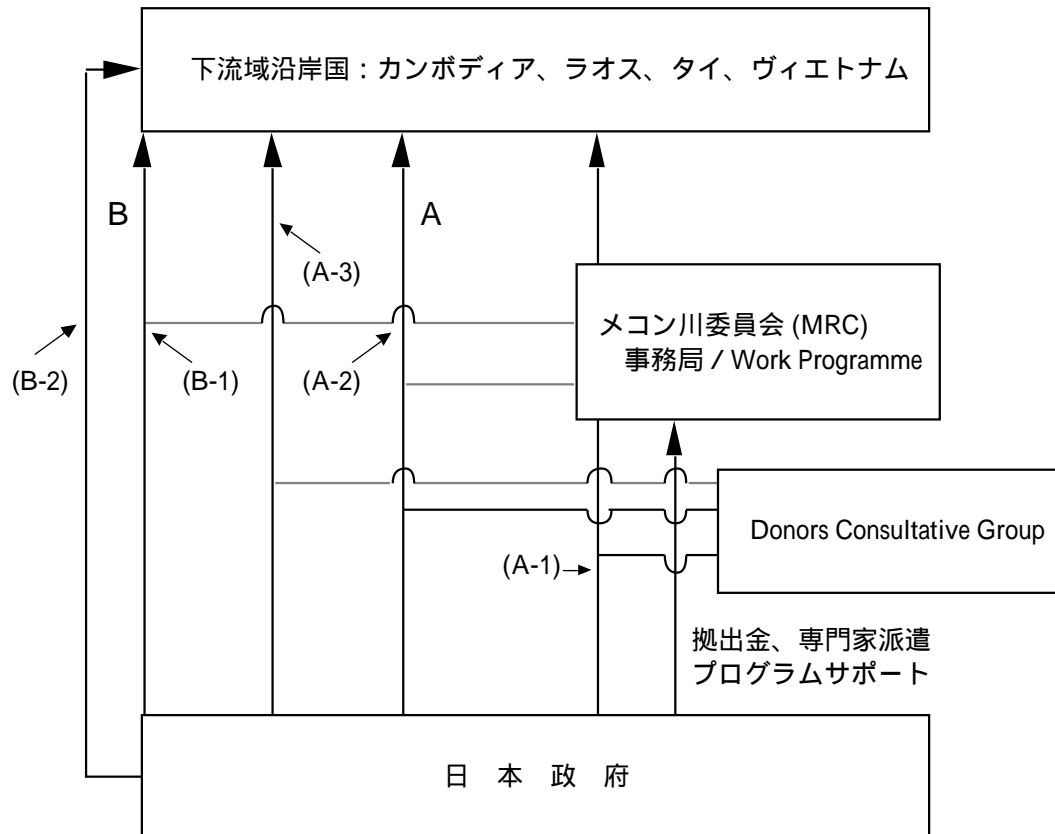 下流域沿岸国：カンボディア、ラオス、タイ、ヴィエトナム
B
A
(A-3)
メコン川委員会 (MRC)
事務局 / Work Programme
(B-2)
(B-1)
(A-2)
Donors Consultative Group
(A-1)
拠出金、専門家派遣
プログラムサポート
日 本 政 府